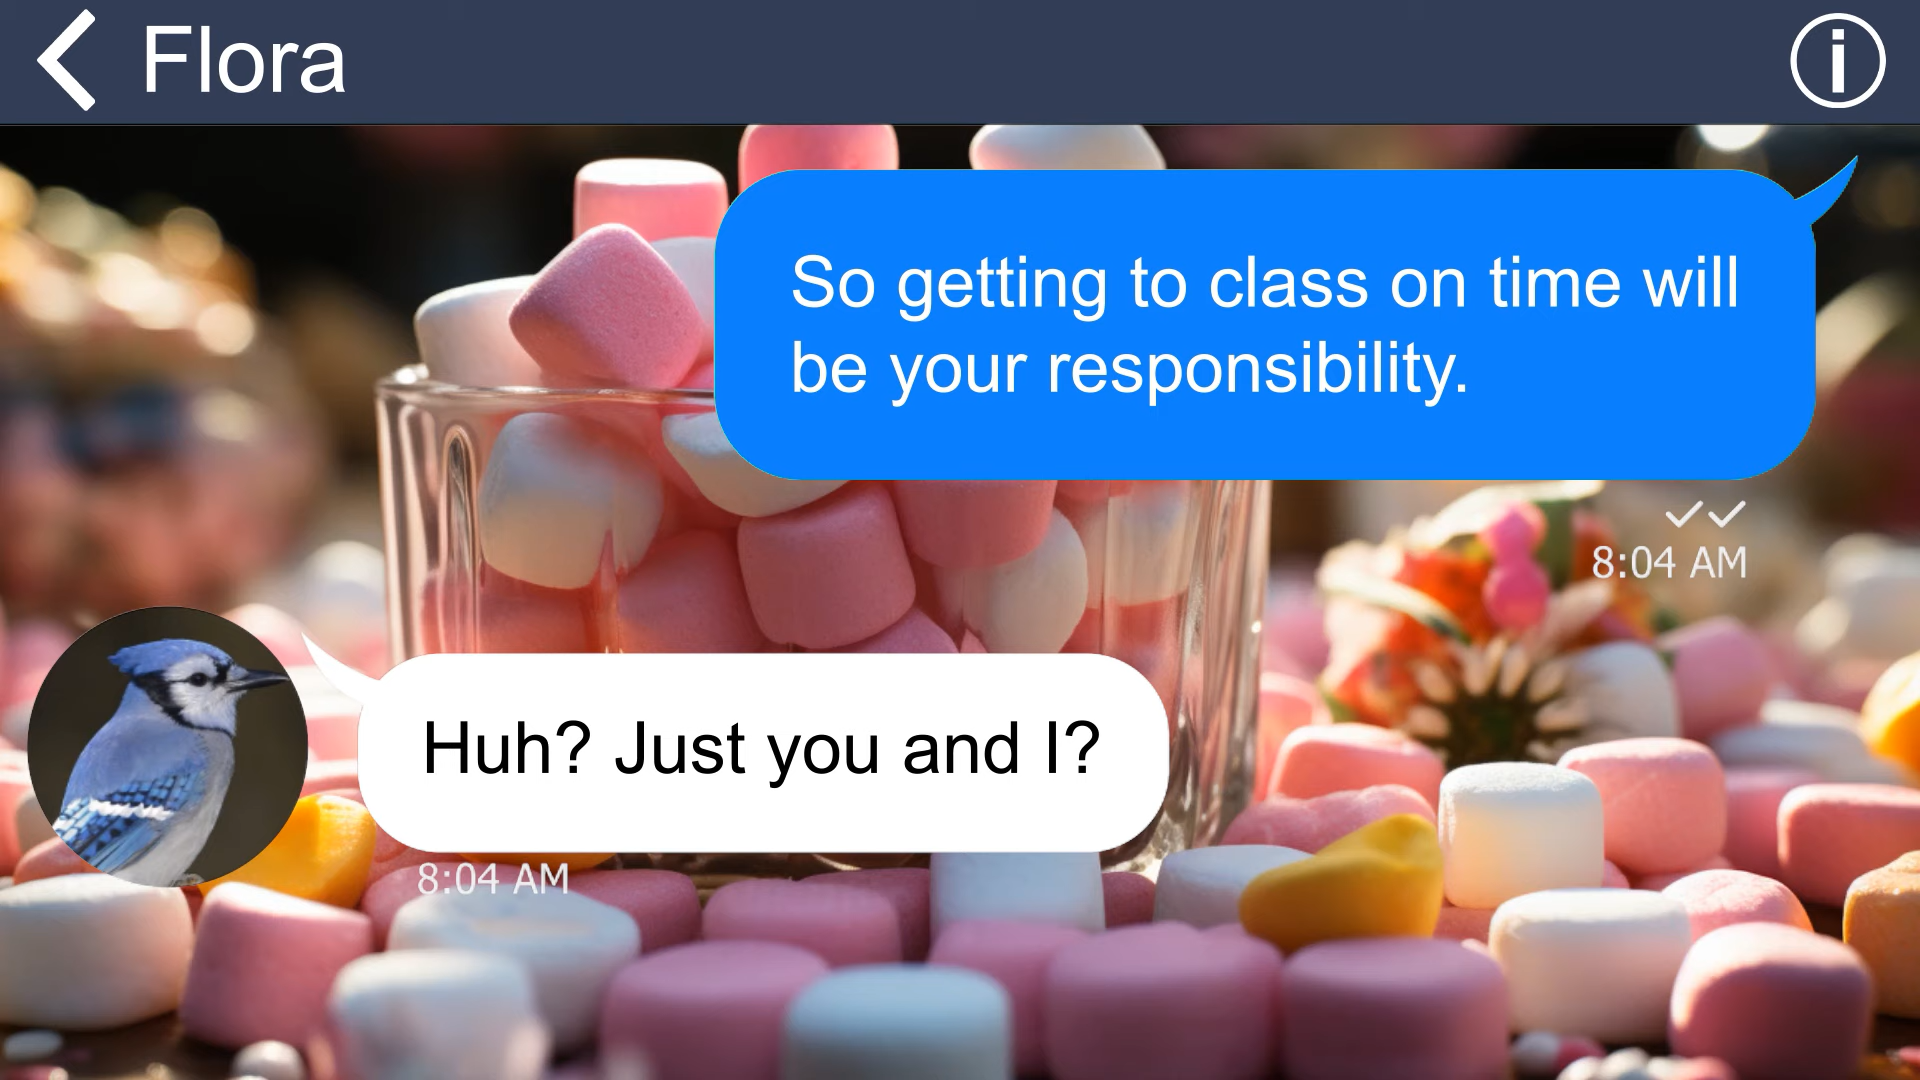 Flora
So getting to class on time will
be your responsibility.
8:04 AM
Huh? Just you and I?
8:04 AM